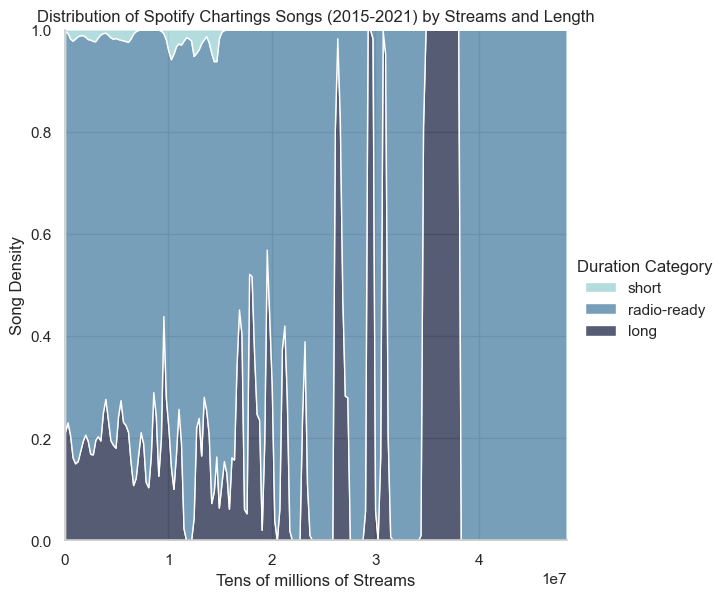 Distribution of Spotify Chartings Songs (2015-2021) by Streams and Length
1.0
0.8
0.6
0.4
0.2
0.0
Song Density
0 1 2 3 4
1e7
Tens of millions of Streams
Duration Category
short
radio-ready
long